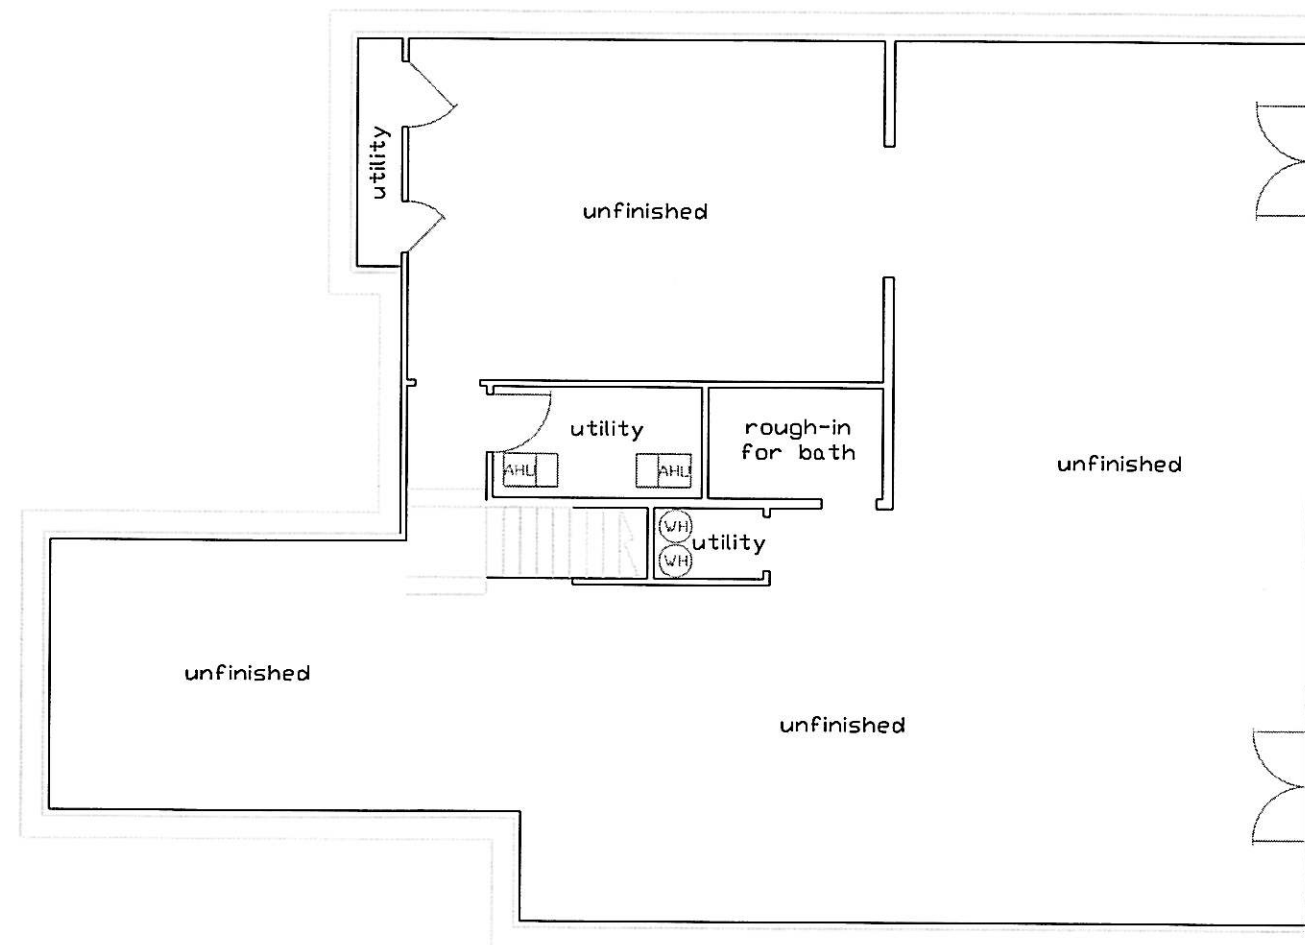 utility
unfinished
utility
rough-in
for bath
AHU
AHU
unfinished
WH
utility
WH
unfinished
unfinished